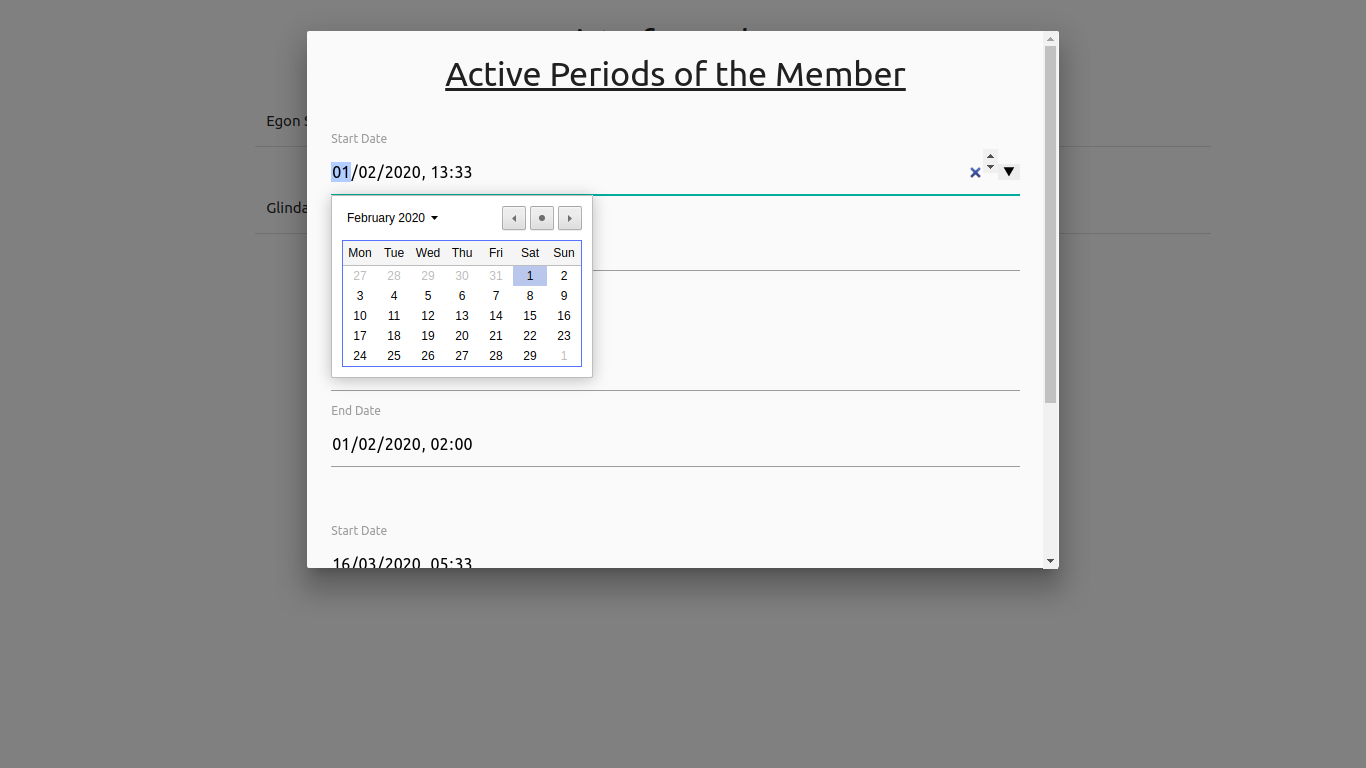 Active Periods of the Member
Egon
Start Date
01/02/2020, 13:33
Glinda
February 2020
Mon Tue Wed Thu Fri Sat Sun
27 28 29 30 31 1 2
3 4 5 6 7 8 9
10 11 12 13 14 15 16
17 18 19 20 21 22 23
24 25 26 27 28 29 1
End Date
01/02/2020, 02:00
Start Date
16/03/2020, 05:33